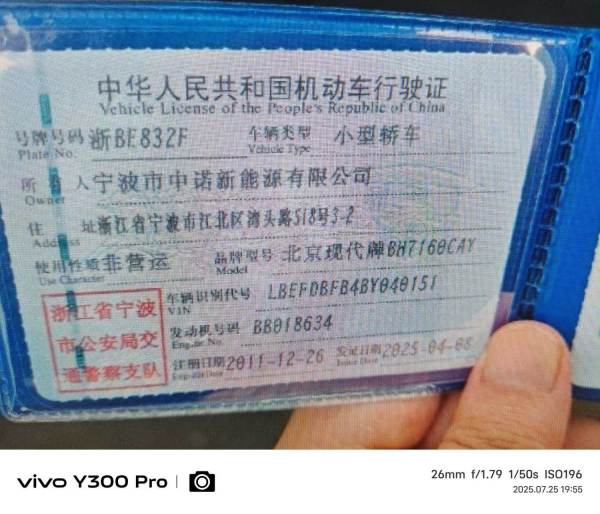 中华人民共和国机动车行驶证
Vehicle License of the People's Republic of China
号牌号码 浙BE832F 车辆类型 小型轿车
Plate No. Vehicle Type
所有人 宁波市中诺新能源有限公司
Owner
住址 浙江省宁波市江北区湾头路518号3-2
Address
使用性质 非营运 品牌型号 北京现代牌BH7160CAY
Use Character Model
浙江省宁波
市公安局交
通警察支队
车辆识别代号 LBEFDBFB4BY040151
VIN
发动机号码 BB018634
Engine No.
注册日期 2011-12-26 发证日期 2025-04-08
Issue Date
vivo Y300 Pro
26mm f/1.79 1/50s ISO196
2025.07.25 19:55